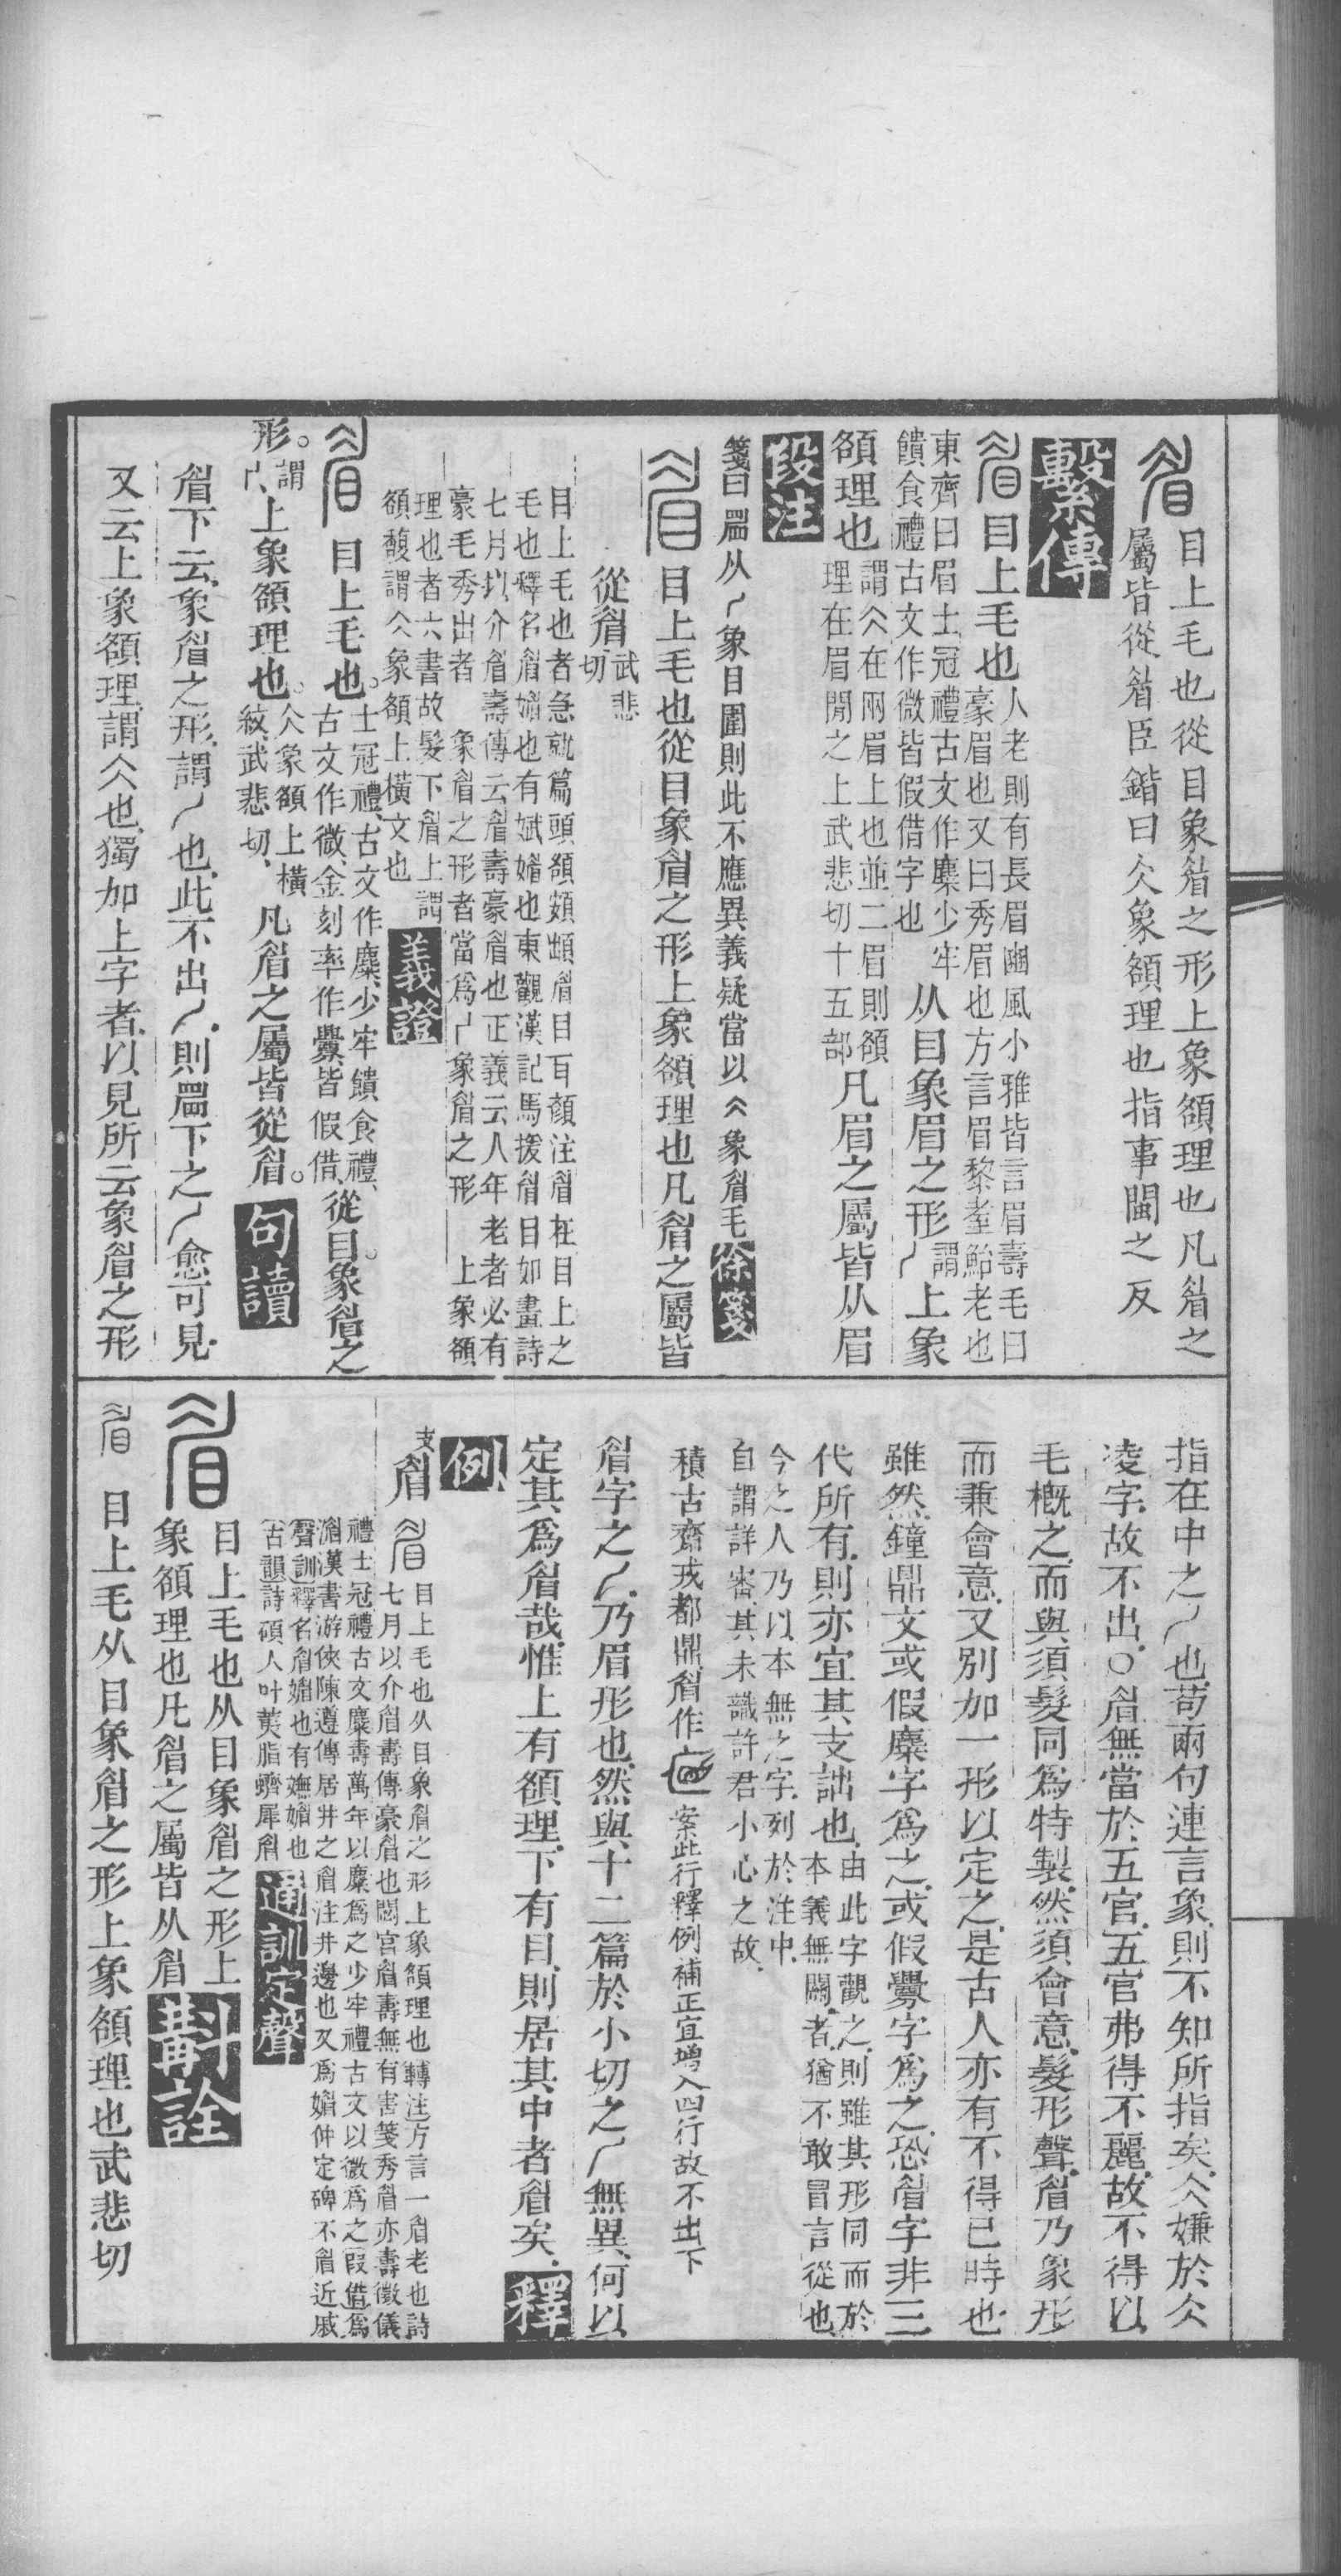 目上毛也從目象䀠之形上象頟理也凡眉之
屬皆從眉臣鍇曰仌象頟理也指事閩之反
繫傳
目上毛也
人老則有長眉豳風小雅皆言眉壽毛曰
豪眉也又曰秀眉也方言眉黎耋鮐老也
東齊曰眉士冠禮古文作麋少牢
饋食禮古文作微皆假借字也
从目象眉之形
謂
上象
頟理也
謂仌在兩眉上也並二眉則頟
理在眉閒之上武悲切十五部
凡眉之屬皆从眉
段注
箋曰𥇛从象目圍則此不應異義疑當以象眉毛
徐箋
目上毛也從目象眉之形上象頟理也凡眉之屬皆
從眉
武悲
切
目上毛也者急就篇頭頟頞䪼眉目耳顏注眉在目上之
毛也釋名眉媚也有娬媚也東觀漢記馬援眉目如畫詩
七月以介眉壽傳云眉壽豪眉也正義云人年老者必有
豪毛秀出者 象眉之形者當爲象眉之形 上象頟
理也者六書故髮下眉上謂
頟馥謂仌象頟上橫文也
義證
目上毛也。
士冠禮古文作麋、少牢饋食禮、
古文作微、金刻率作釁、皆假借、
從目。象眉之
形。
謂
上象頟理也。
仌象頟上橫
紋、武悲切、
凡眉之屬皆從眉。
句讀
眉下云、象眉之形、謂也、此不出、則𥇛下之愈可見、
又云上象頟理、謂仌也、獨加上字者、以見所云象眉之形
指在中之也、苟兩句連言象、則不知所指矣、仌嫌於仌
凌字、故不出、○眉無當於五官、五官弗得不麗、故不得以
毛概之、而與須髮同爲特製、然須會意、髮形聲、眉乃象形
而兼會意、又別加一形以定之、是古人亦有不得已時也、
雖然、鐘鼎文或假麋字爲之、或假釁字爲之、恐眉字非三
代所有、則亦宜其支詘也、
由此字觀之、則雖其形同而於
本義無關者、猶不敢冒言從也、
今之人乃以本無之字、列於注中、
自謂詳審、其未識許君小心之故、
積古齋戎都鼎、眉作
案此行釋例補正宜增入四行故不出下
眉字之、乃眉形也、然與十二篇於小切之無異、何以
定其爲眉哉、惟上有頟理、下有目、則居其中者眉矣、
釋
例
支
眉
目上毛也从目象眉之形上象頟理也轉注方言一眉老也詩
七月以介眉壽傳豪眉也閟宮眉壽無有害箋秀眉亦壽徵儀
禮士冠禮古文麋壽萬年以麋爲之少牢禮古文以微爲之叚借爲
湄漢書游俠陳遵傳居井之眉注井邊也又爲媚仲定碑不眉近戚
聲訓釋名眉媚也有嫵媚也
古韻詩碩人叶荑脂蠐犀眉
通訓定聲
目上毛也从目象眉之形上
象頟理也凡眉之屬皆从眉
斠詮
目上毛从目象眉之形上象頟理也武悲切